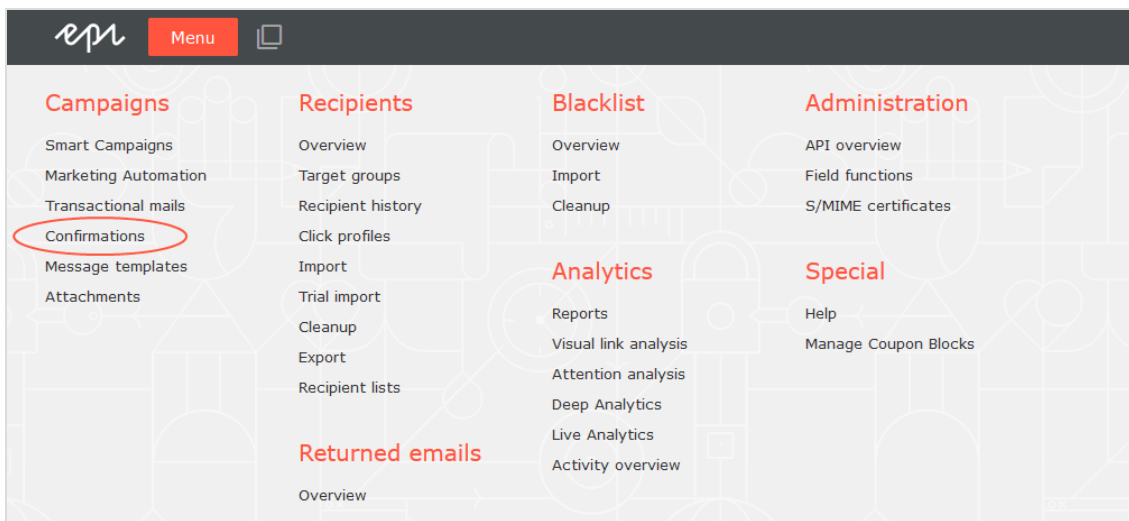 epi
Menu
Campaigns
Smart Campaigns
Marketing Automation
Transactional mails
Confirmations
Message templates
Attachments
Recipients
Overview
Target groups
Recipient history
Click profiles
Import
Trial import
Cleanup
Export
Recipient lists
Returned emails
Overview
Blacklist
Overview
Import
Cleanup
Analytics
Reports
Visual link analysis
Attention analysis
Deep Analytics
Live Analytics
Activity overview
Administration
API overview
Field functions
S/MIME certificates
Special
Help
Manage Coupon Blocks